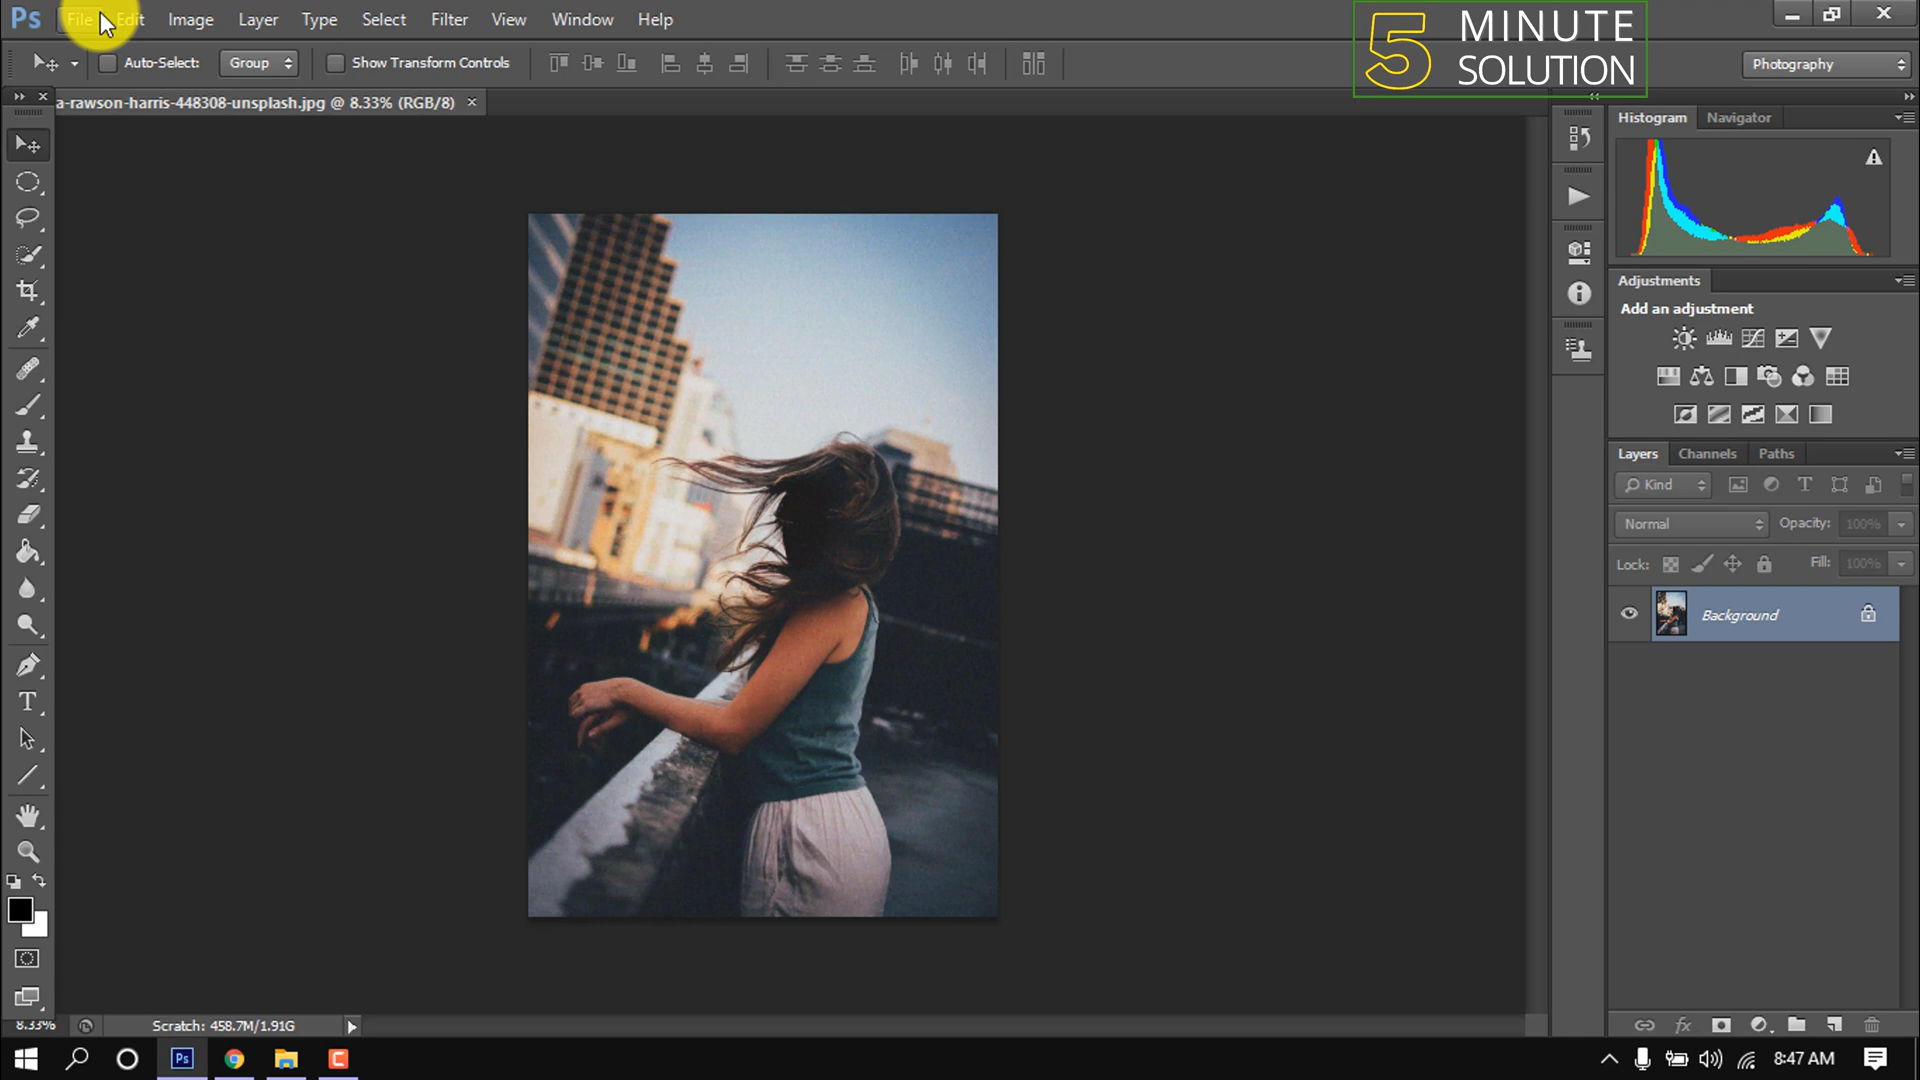 Ps File Edit Image Layer Type Select Filter View Window Help
5 MINUTE SOLUTION
Auto-Select: Group Show Transform Controls Photography
a-rawson-harris-448308-unsplash.jpg @ 8.33% (RGB/8)
Histogram Navigator
Adjustments
Add an adjustment
Layers Channels Paths
Kind
Normal Opacity: 100%
Lock: Fill: 100%
Background
8.33% Scratch: 458.7M/1.91G
Ps 8:47 AM